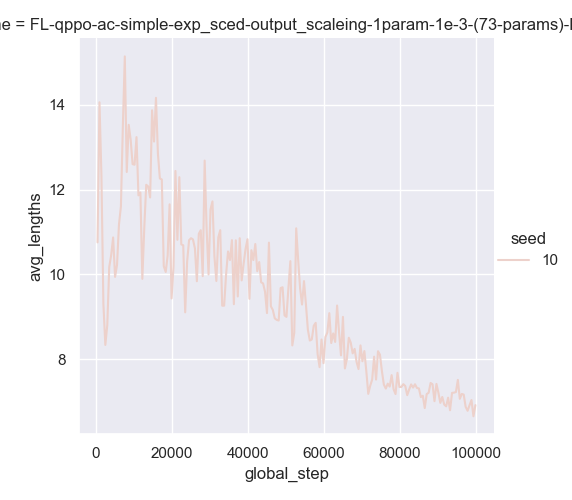 = FL-qppo-ac-simple-exp_sced-output_scaleing-1param-1e-3-(73-params)-
14
12
10
8
avg_lengths
0
20000
40000
60000
80000
100000
global_step
seed
10